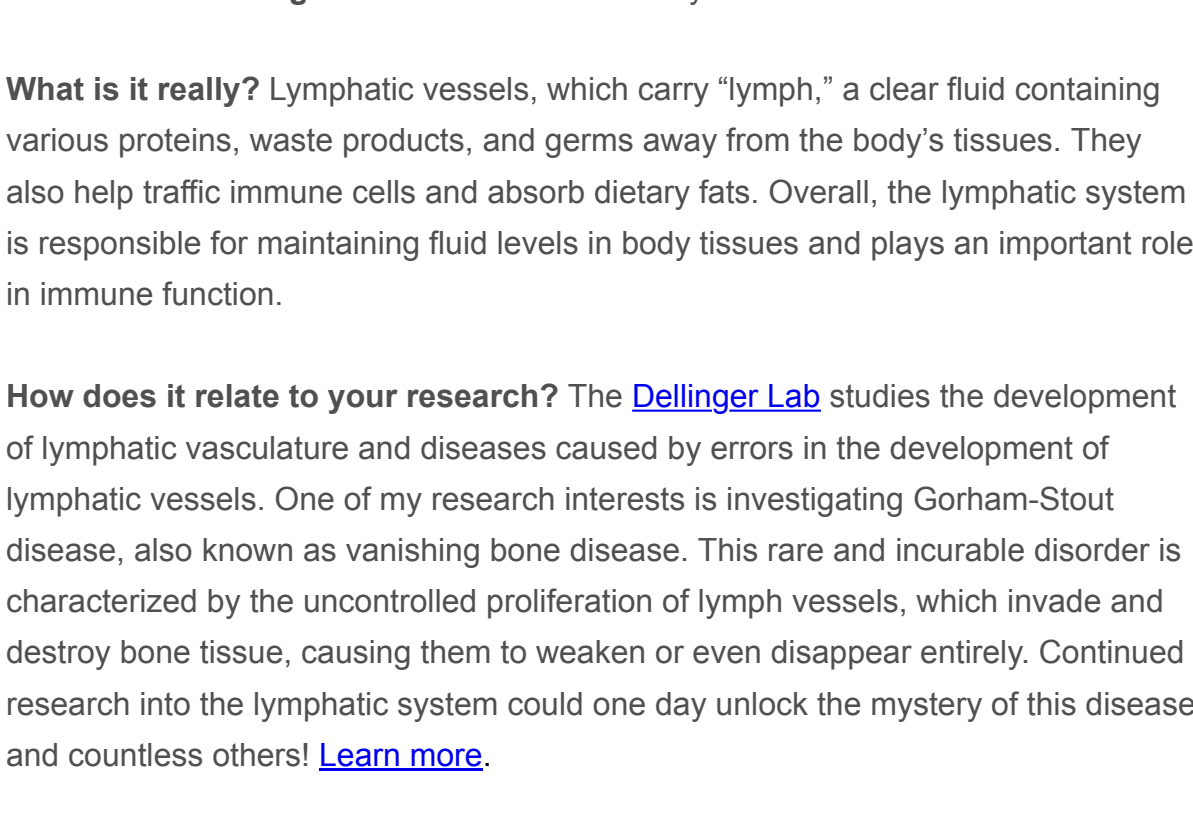 What is it really? Lymphatic vessels, which carry “lymph,” a clear fluid containing
various proteins, waste products, and germs away from the body’s tissues. They
also help traffic immune cells and absorb dietary fats. Overall, the lymphatic system
is responsible for maintaining fluid levels in body tissues and plays an important role
in immune function.
How does it relate to your research? The Dellinger Lab studies the development
of lymphatic vasculature and diseases caused by errors in the development of
lymphatic vessels. One of my research interests is investigating Gorham-Stout
disease, also known as vanishing bone disease. This rare and incurable disorder is
characterized by the uncontrolled proliferation of lymph vessels, which invade and
destroy bone tissue, causing them to weaken or even disappear entirely. Continued
research into the lymphatic system could one day unlock the mystery of this disease
and countless others! Learn more.